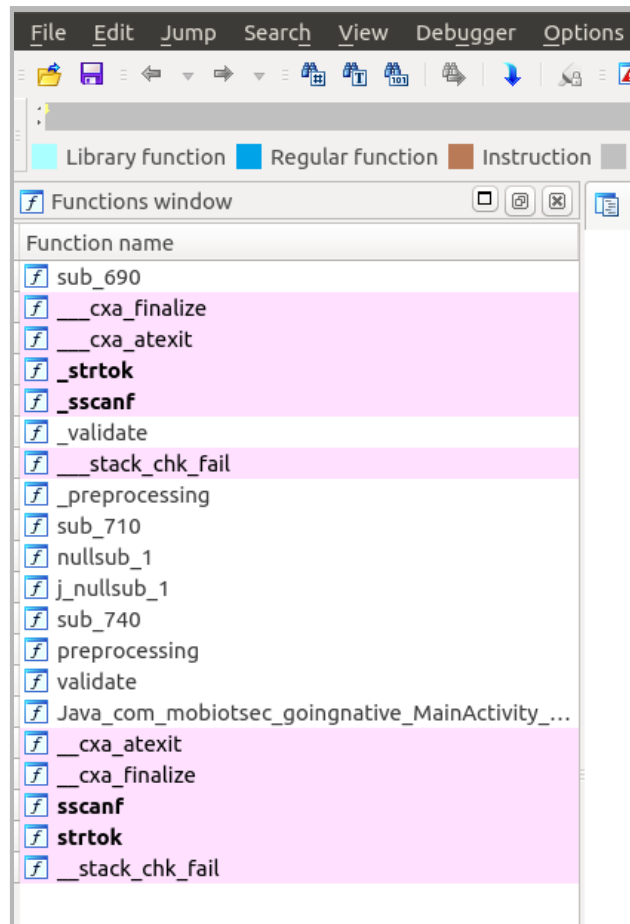 File Edit Jump Search View Debugger Options
Library function Regular function Instruction
Functions window
Function name
sub_690
___cxa_finalize
___cxa_atexit
_strtok
_sscanf
_validate
___stack_chk_fail
_preprocessing
sub_710
nullsub_1
j_nullsub_1
sub_740
preprocessing
validate
Java_com_mobiotsec_goingnative_MainActivity_...
__cxa_atexit
__cxa_finalize
sscanf
strtok
__stack_chk_fail